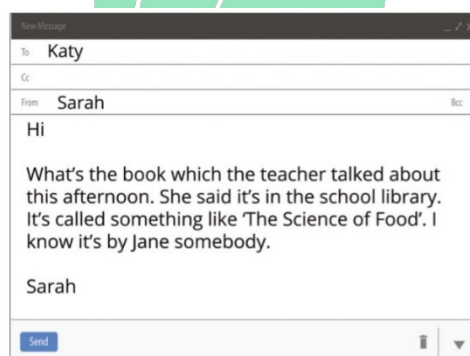 New Message
To Katy
Cc
From Sarah Bcc
Hi
What's the book which the teacher talked about
this afternoon. She said it's in the school library.
It's called something like 'The Science of Food'. I
know it's by Jane somebody.
Sarah
Send